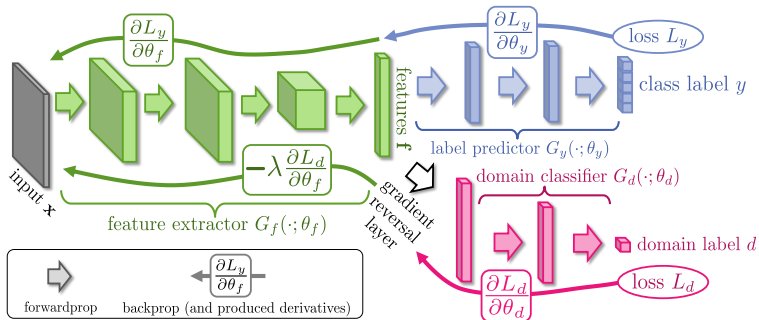 ∂L_y/∂θ_f
∂L_y/∂θ_y
loss L_y
features f
class label y
label predictor G_y(·; θ_y)
input x
−λ ∂L_d/∂θ_f
feature extractor G_f(·; θ_f)
gradient
reversal
layer
domain classifier G_d(·; θ_d)
domain label d
∂L_d/∂θ_d
loss L_d
forwardprop
∂L_y/∂θ_f
backprop (and produced derivatives)